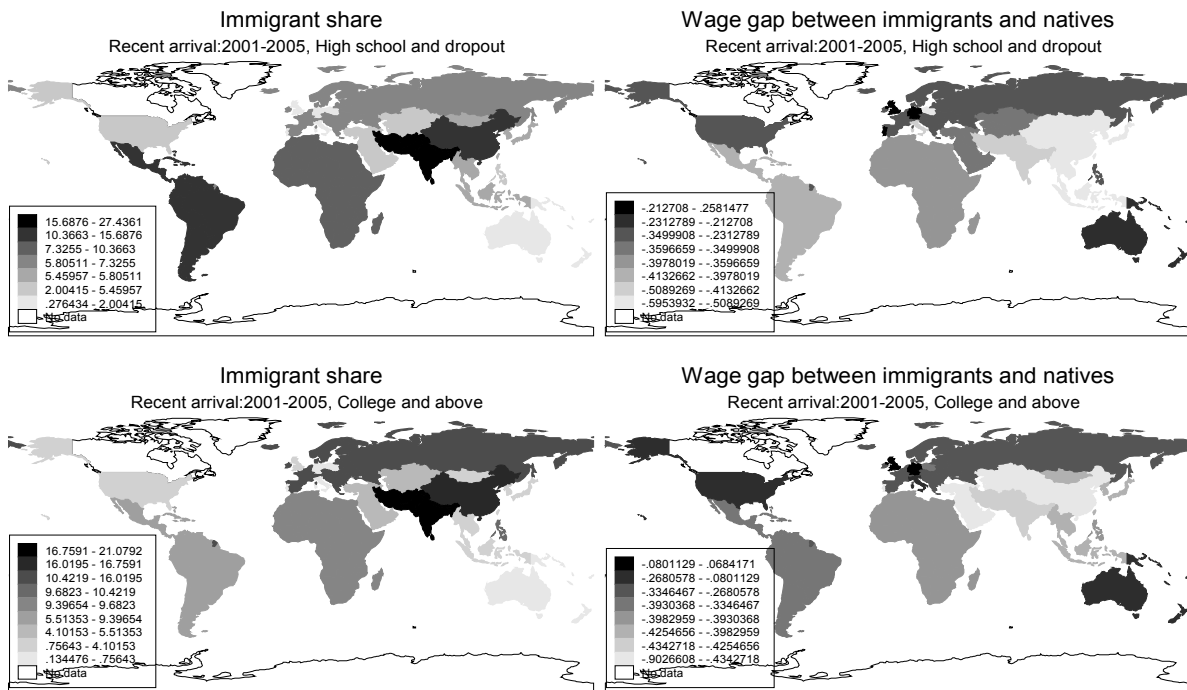 Immigrant share
Recent arrival:2001-2005, High school and dropout
15.6876 - 27.4361
10.3663 - 15.6876
7.3255 - 10.3663
5.80511 - 7.3255
5.45957 - 5.80511
2.00415 - 5.45957
.276434 - 2.00415
No data
Wage gap between immigrants and natives
Recent arrival:2001-2005, High school and dropout
-.212708 - .2581477
-.2312789 - -.212708
-.3499908 - -.2312789
-.3596659 - -.3499908
-.3978019 - -.3596659
-.4132662 - -.3978019
-.5089269 - -.4132662
-.5953932 - -.5089269
No data
Immigrant share
Recent arrival:2001-2005, College and above
16.7591 - 21.0792
16.0195 - 16.7591
10.4219 - 16.0195
9.6823 - 10.4219
9.39654 - 9.6823
5.51353 - 9.39654
4.10153 - 5.51353
.75643 - 4.10153
.134476 - .75643
No data
Wage gap between immigrants and natives
Recent arrival:2001-2005, College and above
-.0801129 - .0684171
-.2680578 - -.0801129
-.3346467 - -.2680578
-.3930368 - -.3346467
-.3982959 - -.3930368
-.4254656 - -.3982959
-.4342718 - -.4254656
-.9026608 - -.4342718
No data